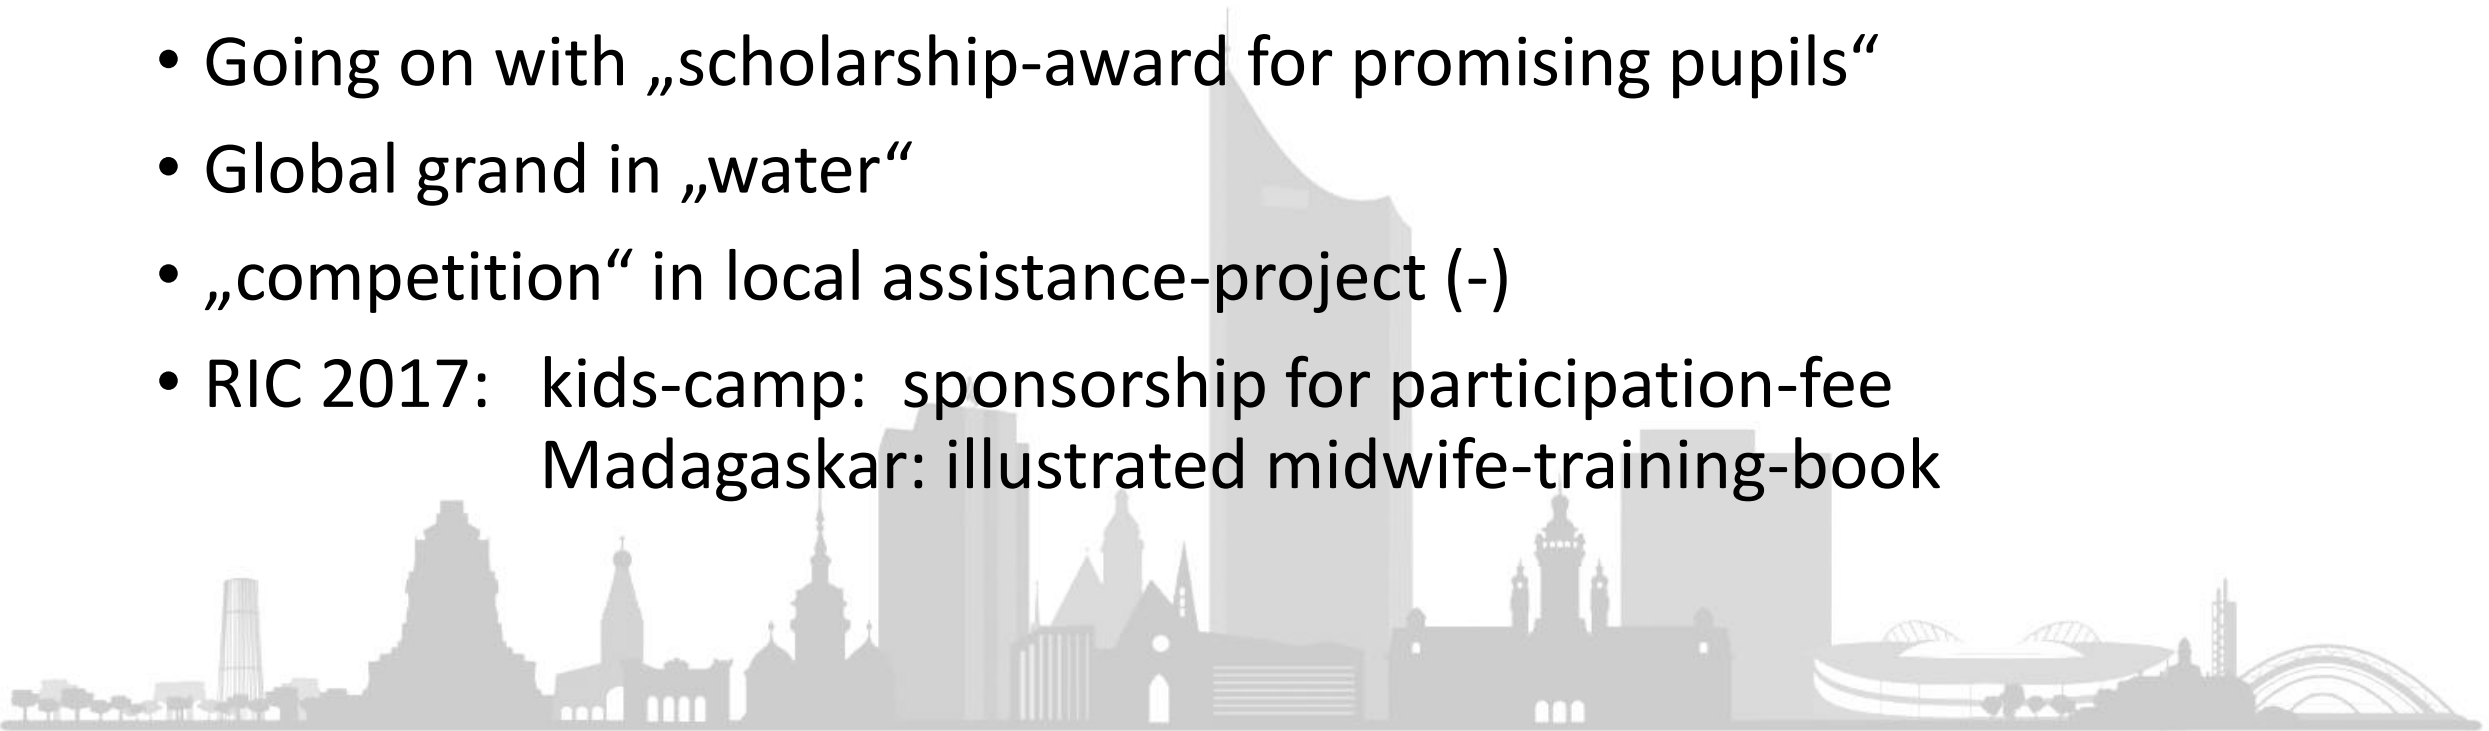 • Going on with „scholarship-award for promising pupils“
• Global grand in „water“
• „competition“ in local assistance-project (-)
• RIC 2017: kids-camp: sponsorship for participation-fee
Madagaskar: illustrated midwife-training-book